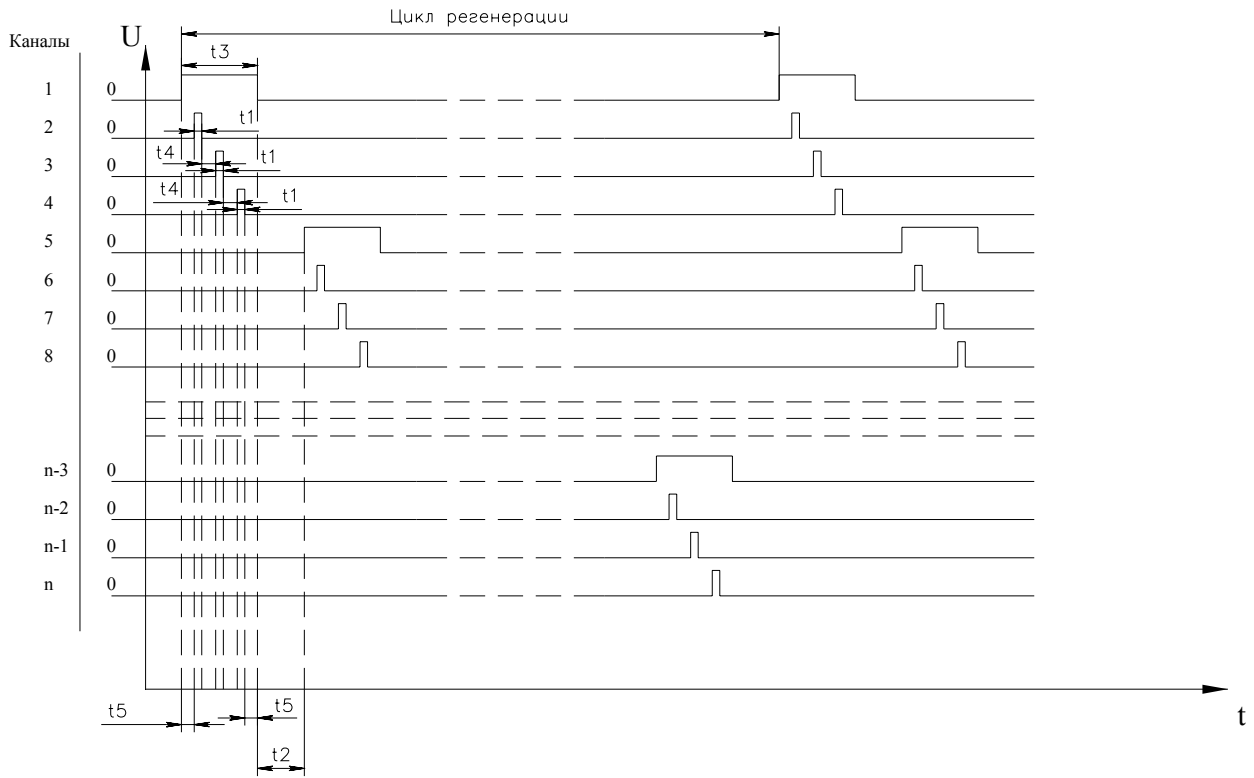 Цикл регенерации
Каналы
U
t3
1 0
2 0 t1
3 0 t4 t1
4 0 t4 t1
5 0
6 0
7 0
8 0
n-3 0
n-2 0
n-1 0
n 0
t5 t5
t
t2